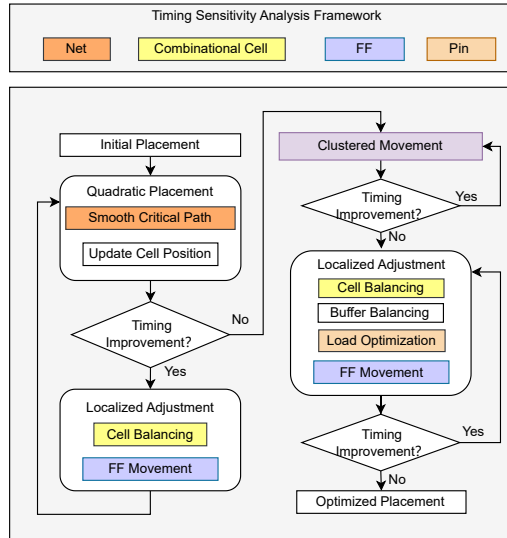 Timing Sensitivity Analysis Framework
Net
Combinational Cell
FF
Pin
Initial Placement
Quadratic Placement
Smooth Critical Path
Update Cell Position
Timing
Improvement?
No
Yes
Localized Adjustment
Cell Balancing
FF Movement
Clustered Movement
Timing
Improvement?
Yes
No
Localized Adjustment
Cell Balancing
Buffer Balancing
Load Optimization
FF Movement
Timing
Improvement?
Yes
No
Optimized Placement